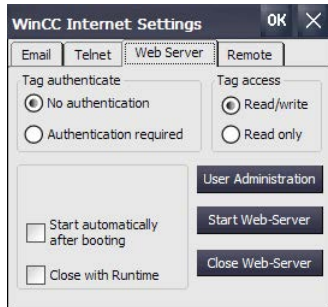 WinCC Internet Settings OK
Email Telnet Web Server Remote
Tag authenticate
No authentication
Authentication required
Tag access
Read/write
Read only
User Administration
Start automatically
after booting
Start Web-Server
Close with Runtime
Close Web-Server